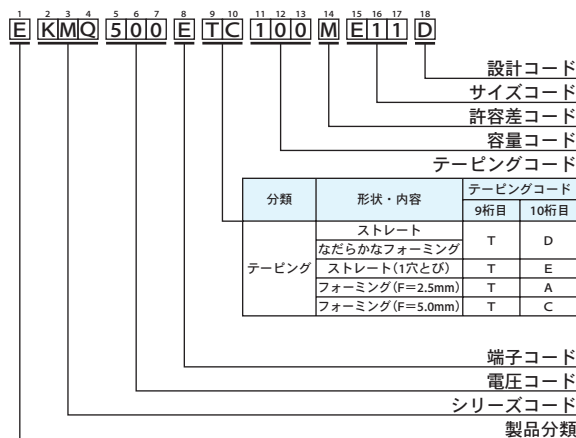 1 2 3 4 5 6 7 8 9 10 11 12 13 14 15 16 17 18
E KMQ 500 E TC 100 M E11 D
設計コード
サイズコード
許容差コード
容量コード
テーピングコード
分類 形状・内容 テーピングコード
9桁目 10桁目
テーピング ストレート T D
なだらかなフォーミング
ストレート(1穴とび) T E
フォーミング(F=2.5mm) T A
フォーミング(F=5.0mm) T C
端子コード
電圧コード
シリーズコード
製品分類